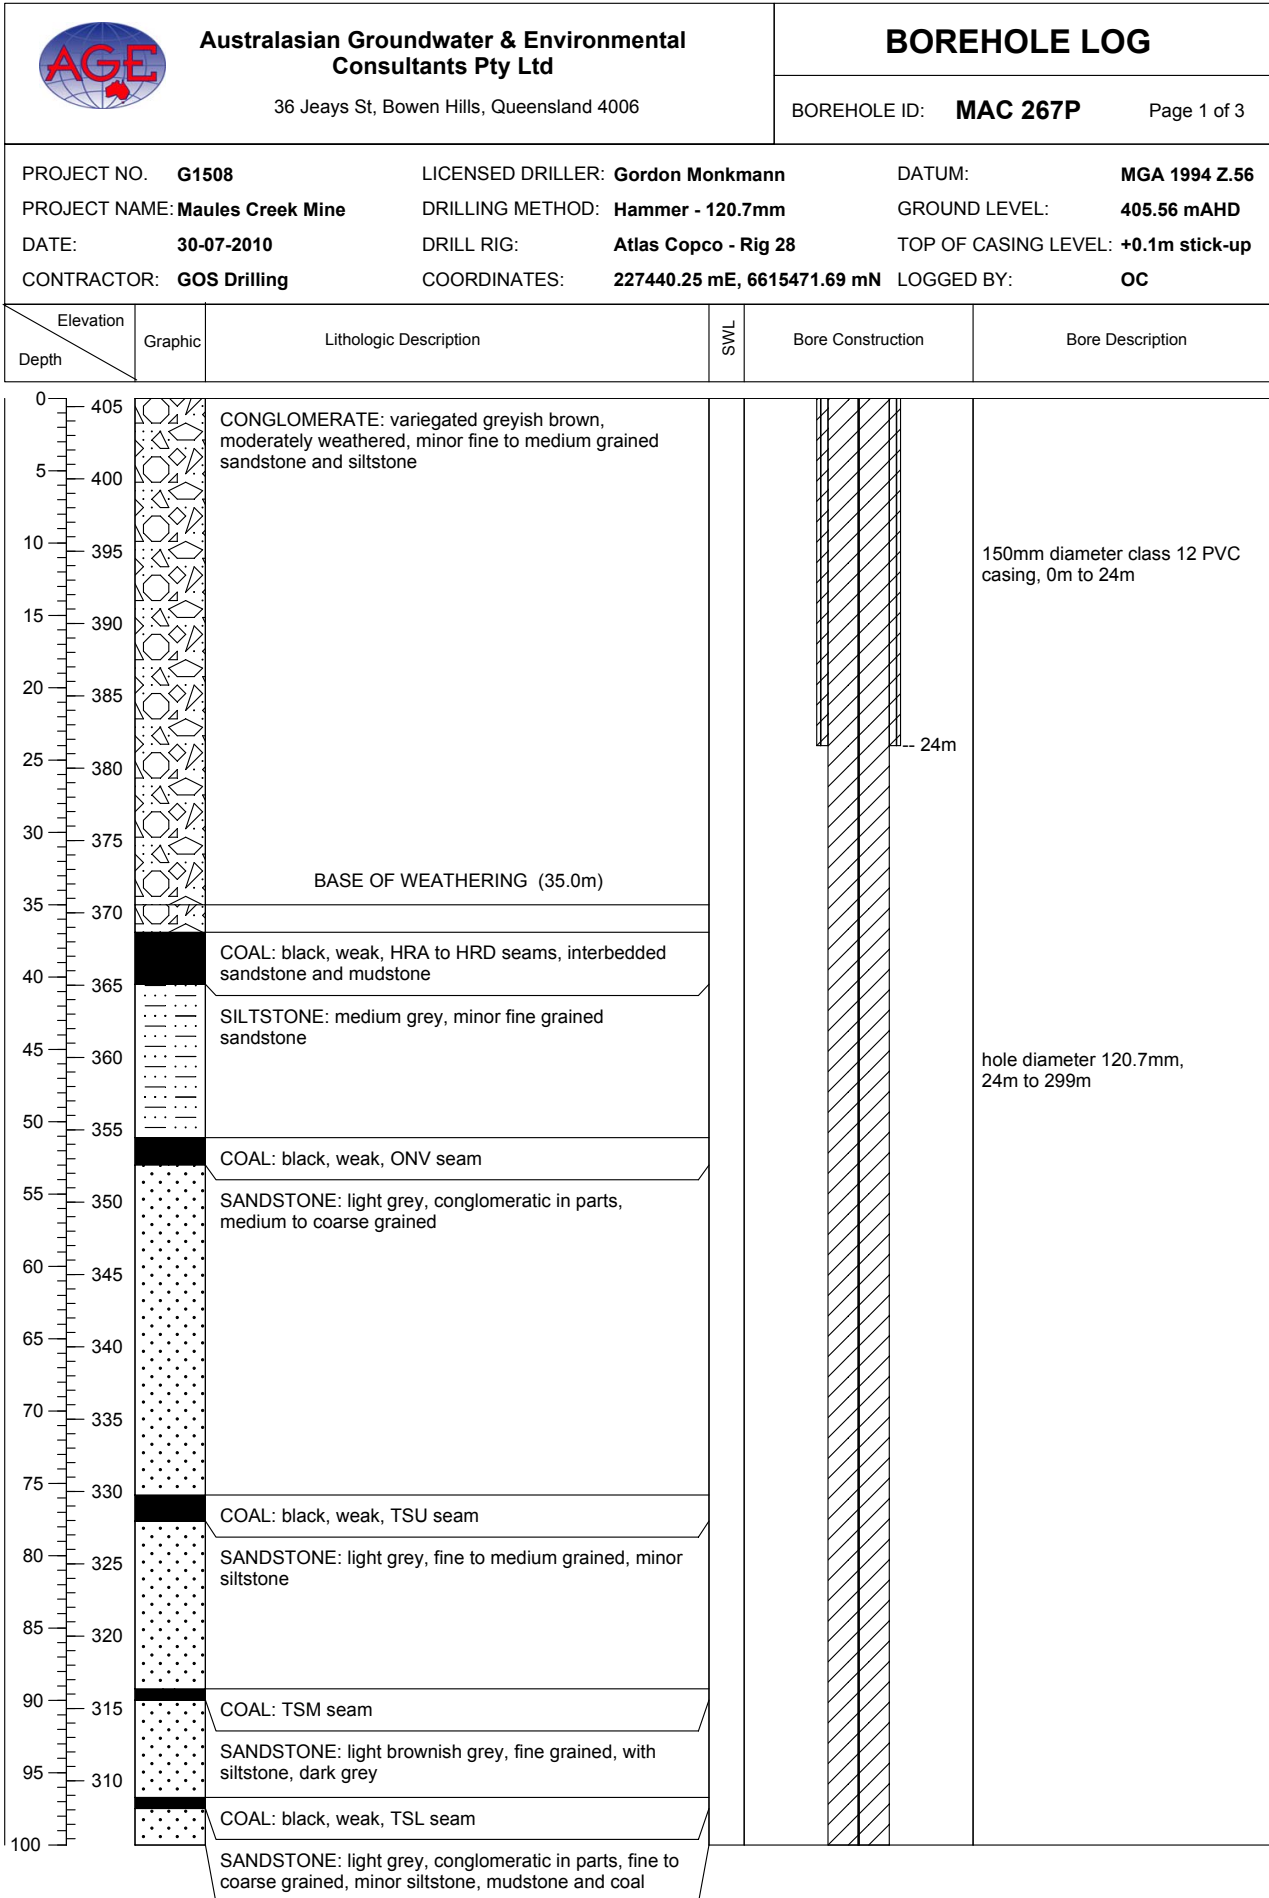 AGE
Australasian Groundwater & Environmental
Consultants Pty Ltd
36 Jeays St, Bowen Hills, Queensland 4006
BOREHOLE LOG
BOREHOLE ID: MAC 267P Page 1 of 3
PROJECT NO. G1508 LICENSED DRILLER: Gordon Monkmann DATUM: MGA 1994 Z.56
PROJECT NAME: Maules Creek Mine DRILLING METHOD: Hammer - 120.7mm GROUND LEVEL: 405.56 mAHD
DATE: 30-07-2010 DRILL RIG: Atlas Copco - Rig 28 TOP OF CASING LEVEL: +0.1m stick-up
CONTRACTOR: GOS Drilling COORDINATES: 227440.25 mE, 6615471.69 mN LOGGED BY: OC
Elevation
Depth
Graphic
Lithologic Description
SWL
Bore Construction
Bore Description
0
405
CONGLOMERATE: variegated greyish brown,
moderately weathered, minor fine to medium grained
sandstone and siltstone
5
400
10
395
150mm diameter class 12 PVC
casing, 0m to 24m
15
390
20
385
-- 24m
25
380
30
375
BASE OF WEATHERING (35.0m)
35
370
COAL: black, weak, HRA to HRD seams, interbedded
sandstone and mudstone
40
365
SILTSTONE: medium grey, minor fine grained
sandstone
45
360
hole diameter 120.7mm,
24m to 299m
50
355
COAL: black, weak, ONV seam
55
350
SANDSTONE: light grey, conglomeratic in parts,
medium to coarse grained
60
345
65
340
70
335
75
330
COAL: black, weak, TSU seam
80
325
SANDSTONE: light grey, fine to medium grained, minor
siltstone
85
320
90
315
COAL: TSM seam
SANDSTONE: light brownish grey, fine grained, with
siltstone, dark grey
95
310
COAL: black, weak, TSL seam
100
SANDSTONE: light grey, conglomeratic in parts, fine to
coarse grained, minor siltstone, mudstone and coal